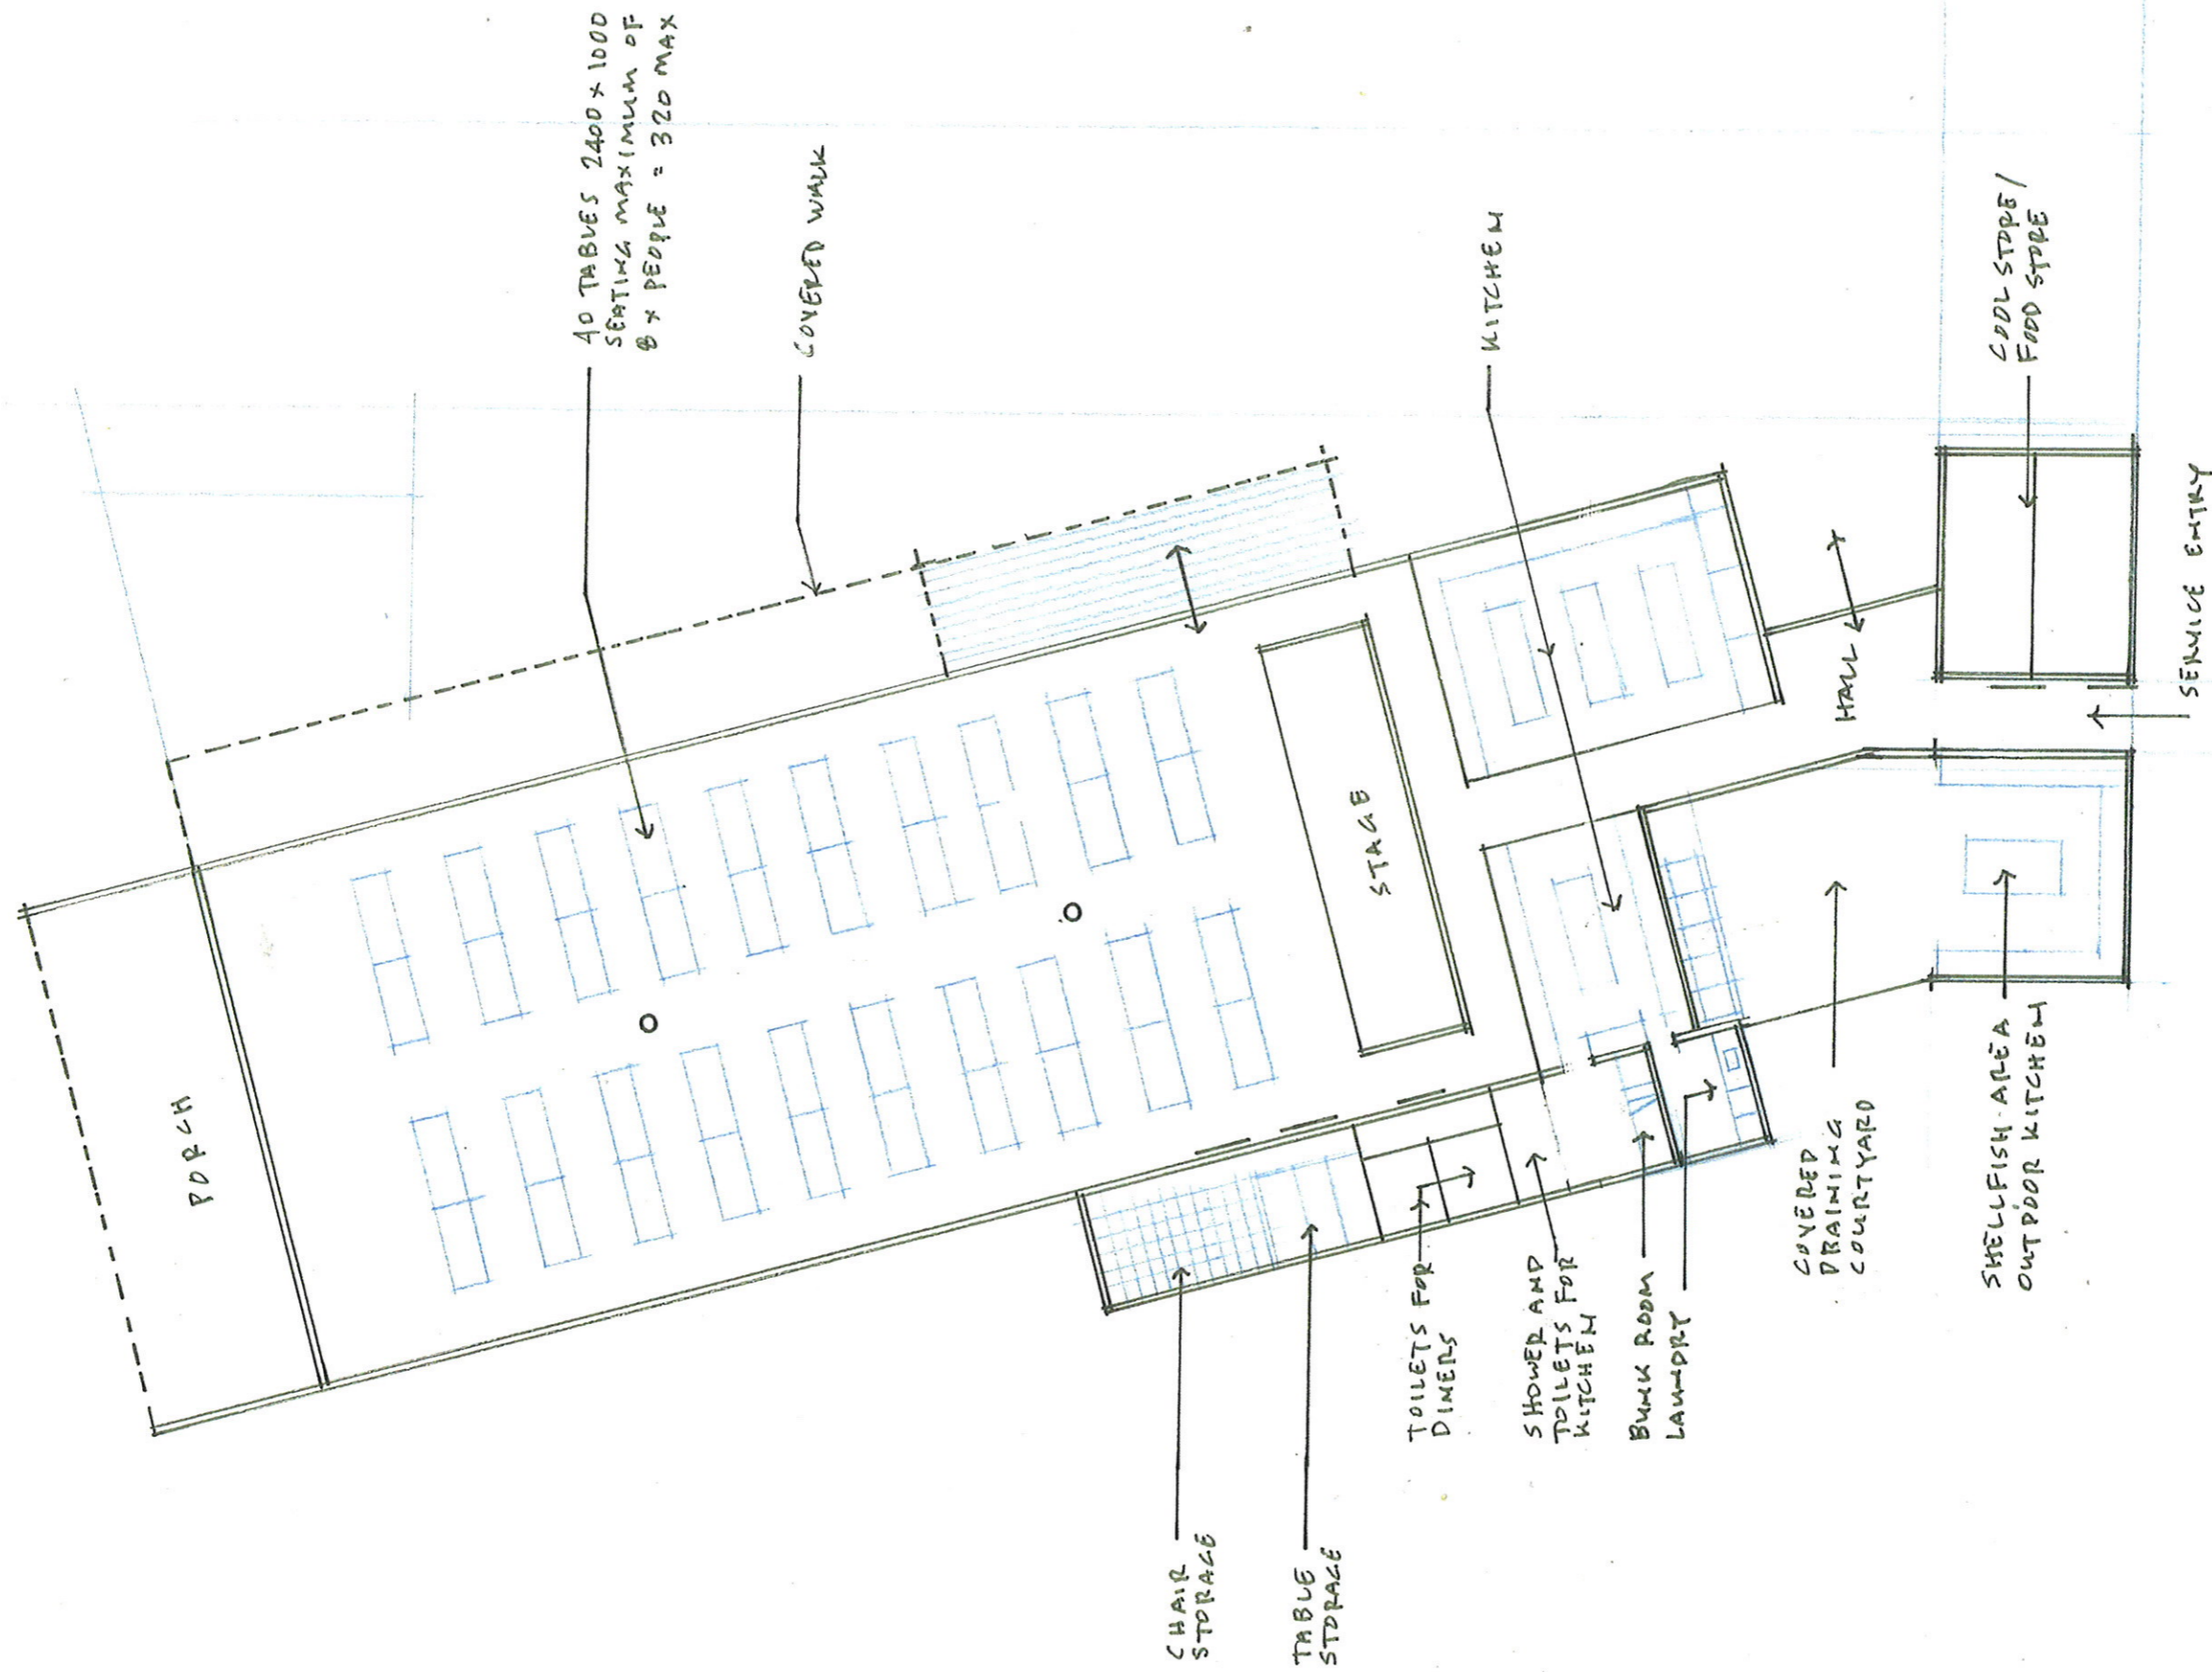 PORCH
40 TABLES 2400 x 1000
SEATING MAXIMUM OF
8 x PEOPLE = 320 MAX
COVERED WALK
STAGE
KITCHEN
HALL
COOL STORE/
FOOD STORE
SERVICE ENTRY
CHAIR
STORAGE
TABLE
STORAGE
TOILETS FOR
DINERS
SHOWER AND
TOILETS FOR
KITCHEN
BUNK ROOM
LAUNDRY
COVERED
DRAINING
COURTYARD
SHELLFISH AREA
OUTDOOR KITCHEN